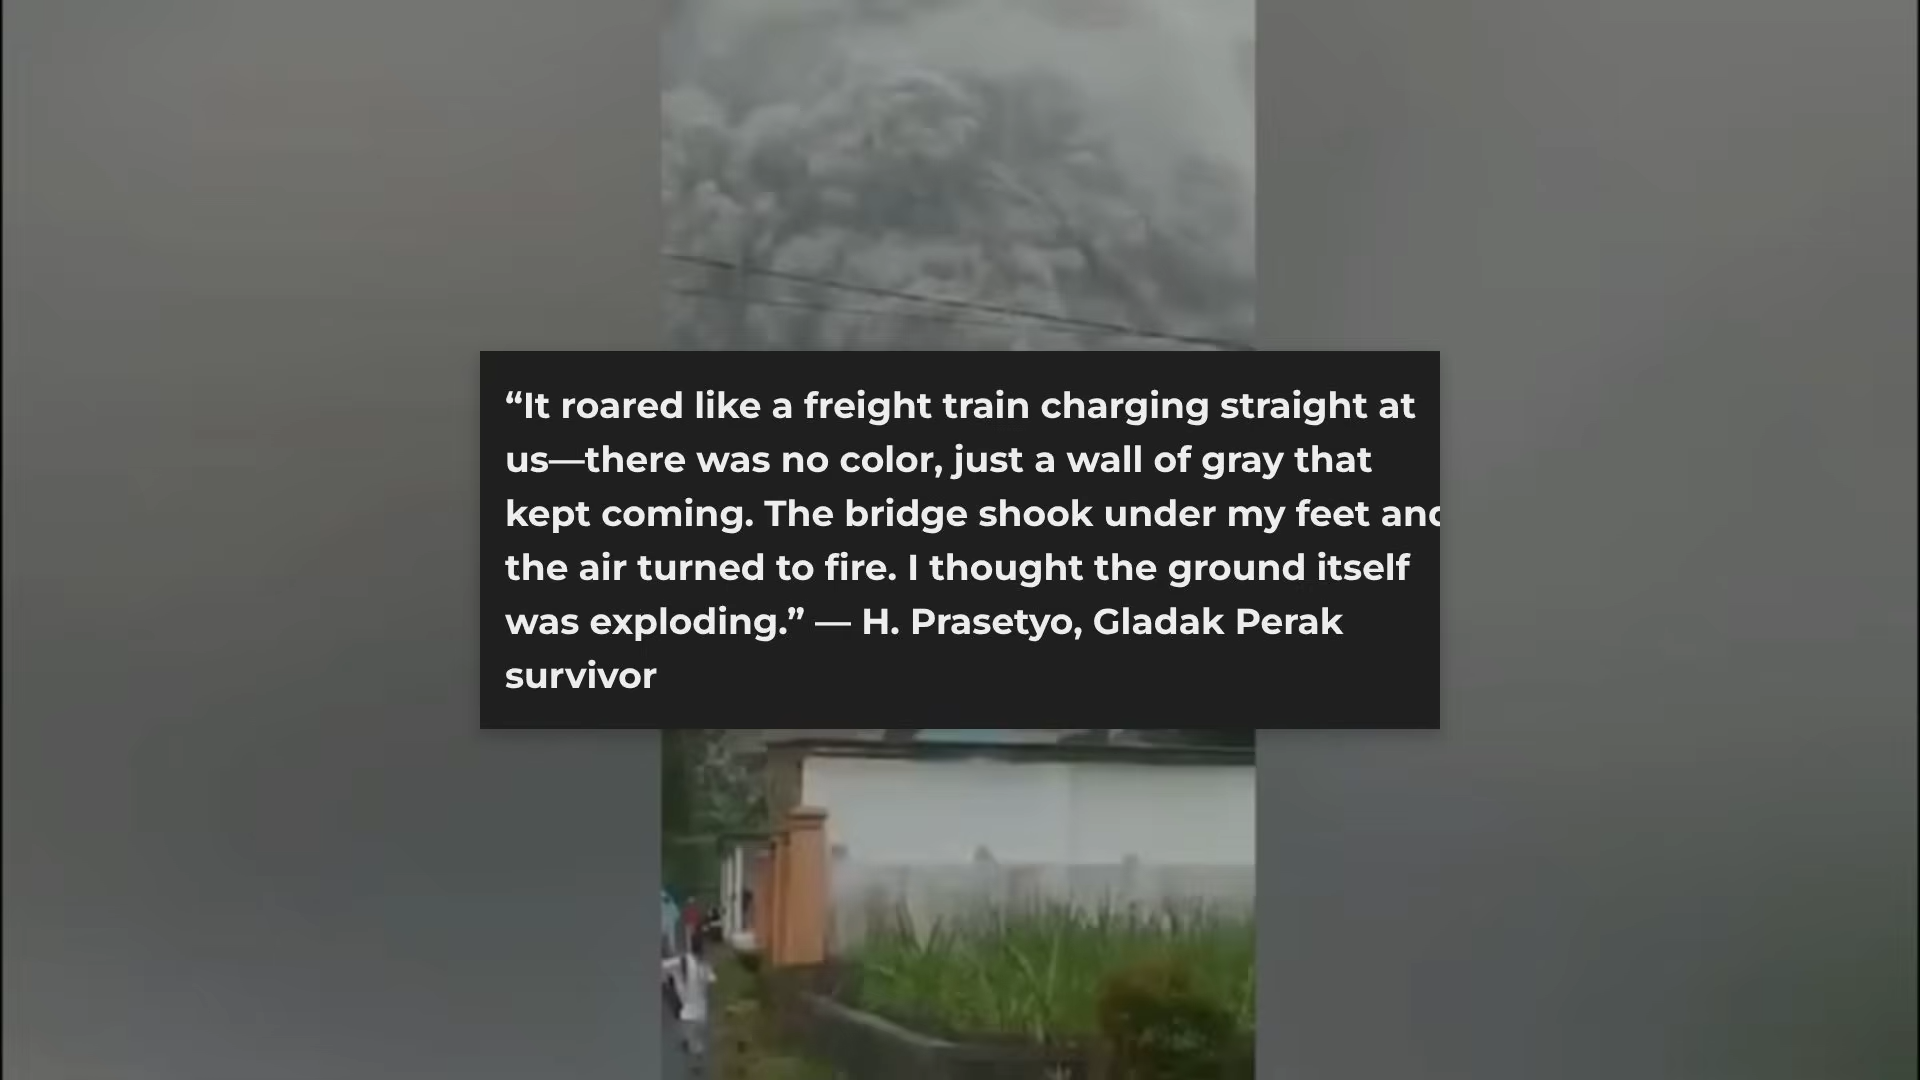 “It roared like a freight train charging straight at
us—there was no color, just a wall of gray that
kept coming. The bridge shook under my feet and
the air turned to fire. I thought the ground itself
was exploding.” — H. Prasetyo, Gladak Perak
survivor